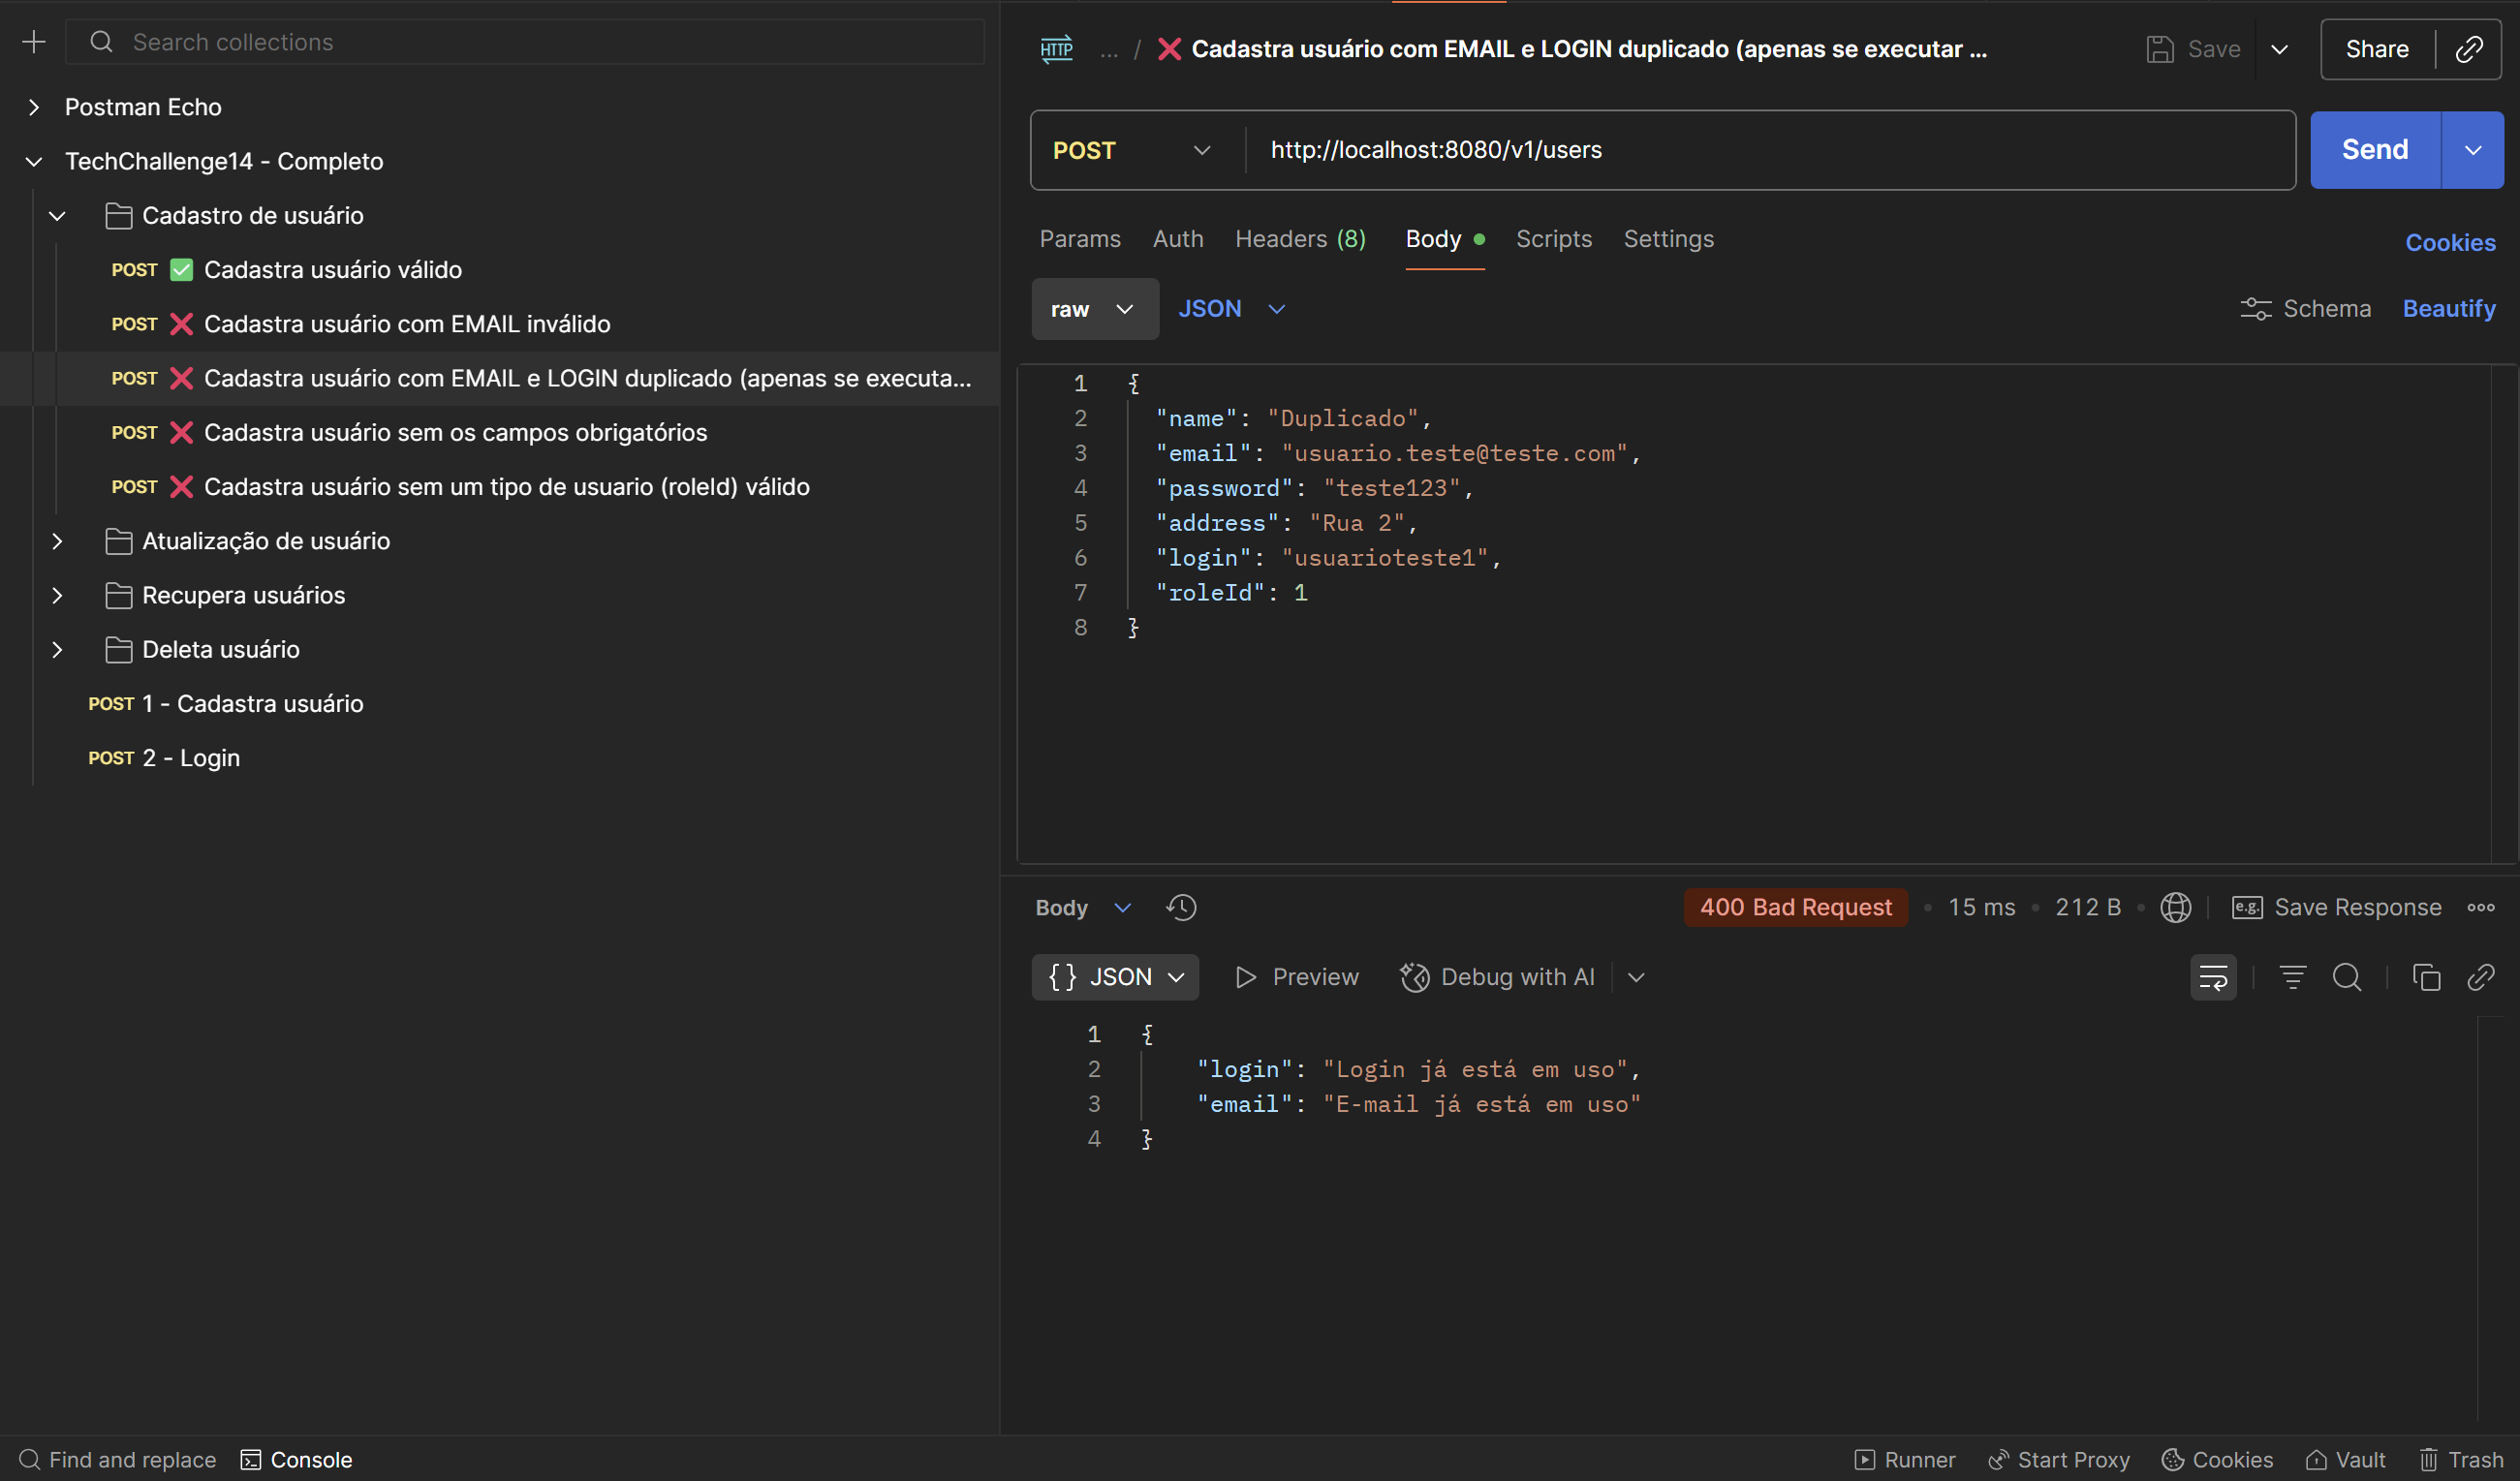 Search collections
Postman Echo
TechChallenge14 - Completo
Cadastro de usuário
POST ✅ Cadastra usuário válido
POST ❌ Cadastra usuário com EMAIL inválido
POST ❌ Cadastra usuário com EMAIL e LOGIN duplicado (apenas se executa...
POST ❌ Cadastra usuário sem os campos obrigatórios
POST ❌ Cadastra usuário sem um tipo de usuario (roleId) válido
Atualização de usuário
Recupera usuários
Deleta usuário
POST 1 - Cadastra usuário
POST 2 - Login
HTTP ... / ❌ Cadastra usuário com EMAIL e LOGIN duplicado (apenas se executar ...
Save
Share
POST http://localhost:8080/v1/users
Send
Params Auth Headers (8) Body Scripts Settings
Cookies
raw JSON
Schema Beautify
1 {
2 "name": "Duplicado",
3 "email": "usuario.teste@teste.com",
4 "password": "teste123",
5 "address": "Rua 2",
6 "login": "usuarioteste1",
7 "roleId": 1
8 }
Body
400 Bad Request • 15 ms • 212 B
e.g. Save Response
{ } JSON Preview Debug with AI
1 {
2 "login": "Login já está em uso",
3 "email": "E-mail já está em uso"
4 }
Find and replace Console
Runner Start Proxy Cookies Vault Trash